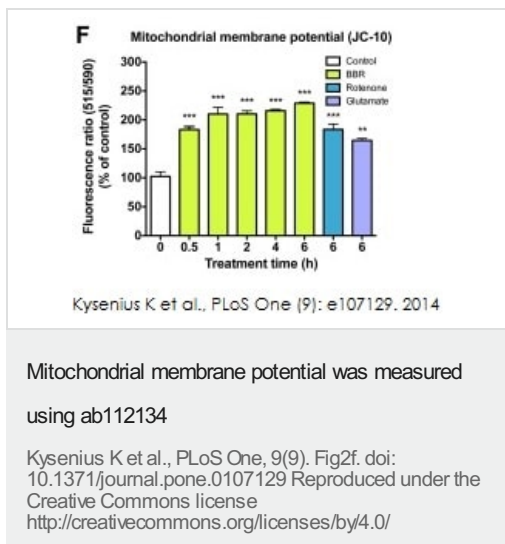 F
Mitochondrial membrane potential (JC-10)
Fluorescence ratio (515/590)
(% of control)
300
250
200
150
100
50
0
Control
BBR
Rotenone
Glutamate
*** *** *** *** *** *** **
0 0.5 1 2 4 6 6 6
Treatment time (h)
Kysenius K et al., PLoS One (9): e107129. 2014
Mitochondrial membrane potential was measured
using ab112134
Kysenius K et al., PLoS One, 9(9). Fig2f. doi:
10.1371/journal.pone.0107129 Reproduced under the
Creative Commons license
http://creativecommons.org/licenses/by/4.0/